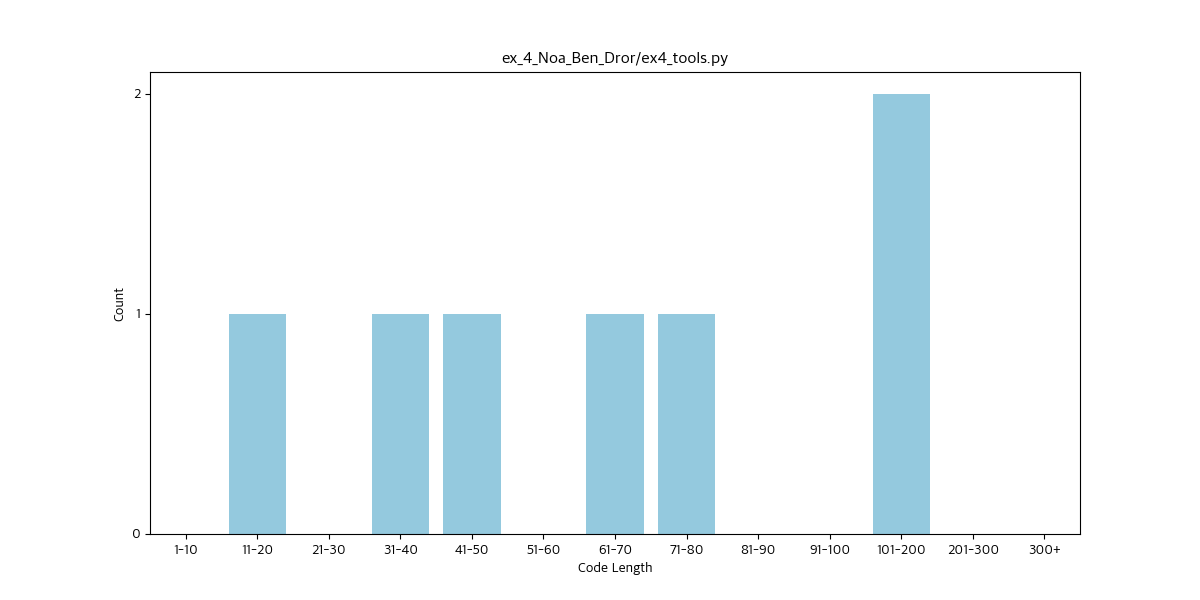 ex_4_Noa_Ben_Dror/ex4_tools.py
2
1
0
Count
1-10 11-20 21-30 31-40 41-50 51-60 61-70 71-80 81-90 91-100 101-200 201-300 300+
Code Length